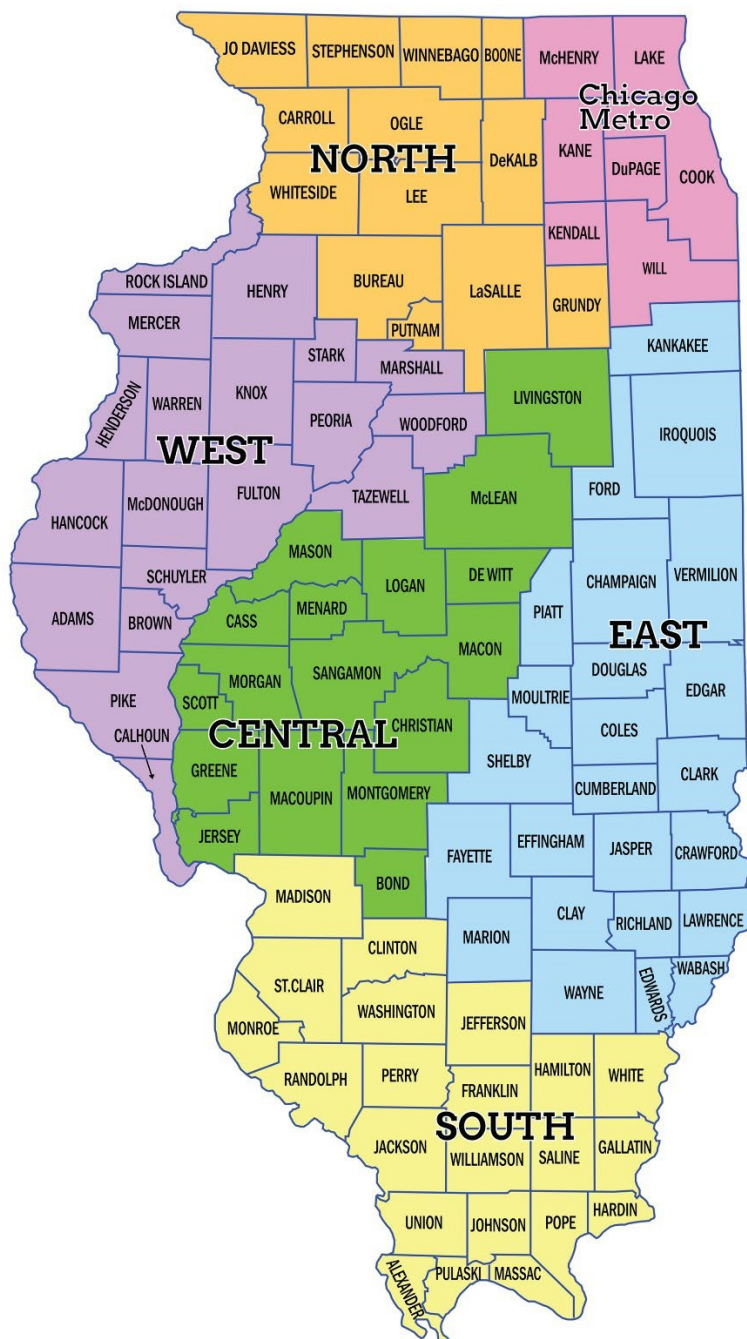 JO DAVIESS
STEPHENSON
WINNEBAGO
BOONE
McHENRY
LAKE
Chicago
Metro
CARROLL
OGLE
DeKALB
KANE
DuPAGE
COOK
NORTH
WHITESIDE
LEE
KENDALL
WILL
ROCK ISLAND
HENRY
BUREAU
LaSALLE
GRUNDY
MERCER
PUTNAM
STARK
MARSHALL
KANKAKEE
HENDERSON
WARREN
KNOX
PEORIA
WOODFORD
LIVINGSTON
IROQUOIS
WEST
FORD
HANCOCK
McDONOUGH
FULTON
TAZEWELL
McLEAN
MASON
SCHUYLER
LOGAN
DE WITT
CHAMPAIGN
VERMILION
ADAMS
BROWN
CASS
MENARD
PIATT
EAST
MACON
SANGAMON
DOUGLAS
MORGAN
SCOTT
PIKE
MOULTRIE
EDGAR
CHRISTIAN
CENTRAL
COLES
CALHOUN
SHELBY
GREENE
MACOUPIN
MONTGOMERY
CUMBERLAND
CLARK
JERSEY
FAYETTE
EFFINGHAM
JASPER
CRAWFORD
MADISON
BOND
CLAY
RICHLAND
LAWRENCE
CLINTON
MARION
ST.CLAIR
WAYNE
EDWARDS
WABASH
WASHINGTON
MONROE
JEFFERSON
RANDOLPH
PERRY
HAMILTON
WHITE
FRANKLIN
SOUTH
JACKSON
WILLIAMSON
SALINE
GALLATIN
UNION
JOHNSON
POPE
HARDIN
ALEXANDER
PULASKI
MASSAC